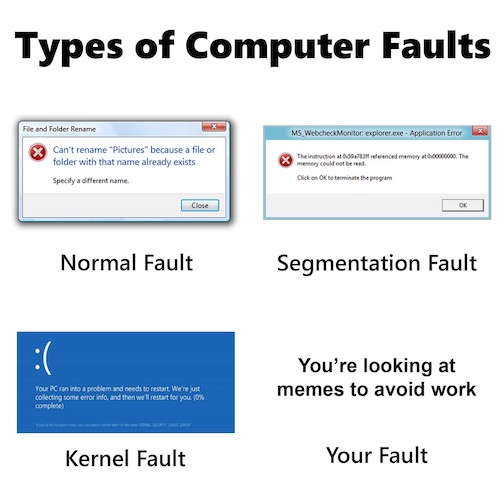 Types of Computer Faults
File and Folder Rename
Can't rename "Pictures" because a file or
folder with that name already exists
Specify a different name.
Close
Normal Fault
MS_WebcheckMonitor: explorer.exe - Application Error
The instruction at 0x59a783ff referenced memory at 0x00000000. The
memory could not be read.
Click on OK to terminate the program
OK
Segmentation Fault
:(
Your PC ran into a problem and needs to restart. We're just
collecting some error info, and then we'll restart for you. (0%
complete)
Kernel Fault
You're looking at
memes to avoid work
Your Fault